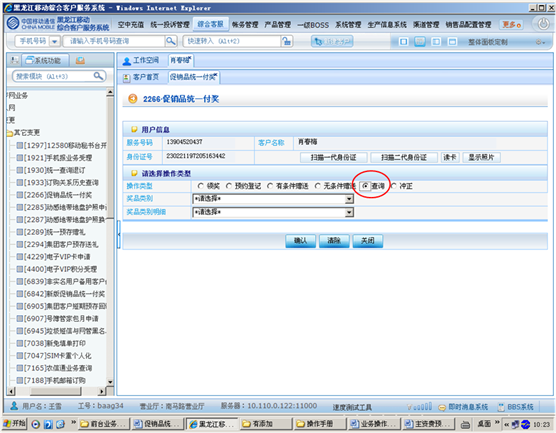 黑龙江移动综合客户服务系统 - Windows Internet Explorer
中国移动通信 CHINA MOBILE 黑龙江移动 综合客户服务系统 空中充值 统一投诉管理 综合客服 帐务管理 产品管理 一级BOSS 系统管理 生产信息系统 渠道管理 销售品配置管理 更多
手机号码 请输入手机号码查询 快速转入 (Alt+2) 整体面板定制
系统功能 工作空间 肖春梅
搜索模块 (Alt+3) 客户首页 促销品统一付奖
网业务
网
更
其它变更
[1297]12580移动秘书台开
[1921]手机报业务受理
[1930]统一查询退订
[1933]订购关系历史查询
[2266]促销品统一付奖
[2285]动感地带地盘护照申
[2287]动感地带地盘护照换
[2289]统一预存赠礼
[2294]集团客户预存送礼
[4229]电子VIP卡申请
[4400]电子VIP积分受理
[6839]非实名用户备用客户
[6842]新版促销品统一付奖
[6905]集团客户短期预存回
[6907]号簿管家包月申请
[6945]垃圾短信与网管黑名
[7038]新免填单打印
[7047]SIM卡置个人化
[7165]农信通业务查询
[7188]手机邮箱订购
2266·促销品统一付奖
用户信息
服务号码 13904520437 客户名称 肖春梅
身份证号 230221197205163442 扫描一代身份证 扫描二代身份证 读卡 显示照片
请选择操作类型
操作类型 领奖 预约登记 有条件赠送 无条件赠送 查询 冲正
奖品类别 *请选择*
奖品类别明细 *请选择*
确认 清除 关闭
用户名：王雪 工号：baag34 营业厅：南马路营业厅 服务器：10.110.0.122:11000 速度测试工具 即时消息系统 BBS系统
开始 前台业务... 促销品统... 黑龙江移... 有添加 操作手册 业务操作... 主资费预... 桌面 10:23